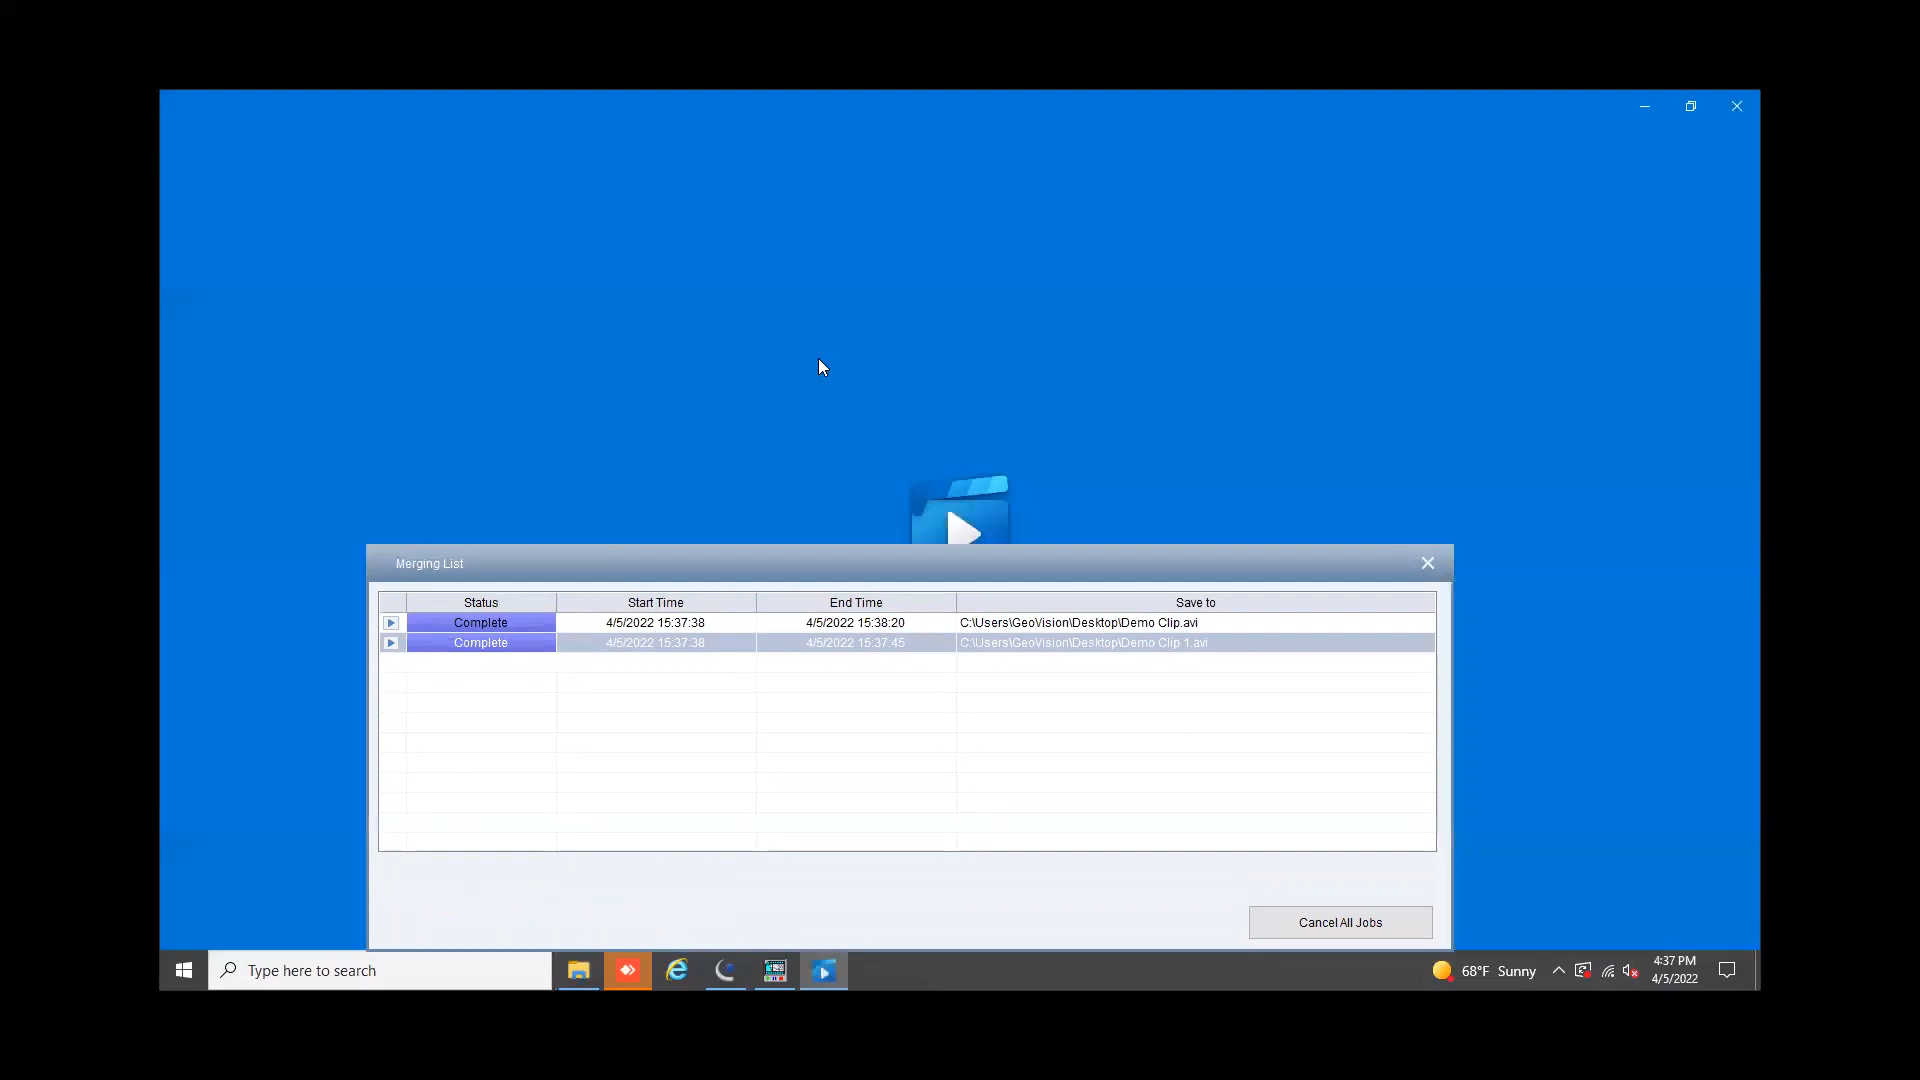 Merging List
Status Start Time End Time Save to
Complete 4/5/2022 15:37:38 4/5/2022 15:38:20 C:\Users\GeoVision\Desktop\Demo Clip.avi
Complete 4/5/2022 15:37:38 4/5/2022 15:37:45 C:\Users\GeoVision\Desktop\Demo Clip 1.avi
Cancel All Jobs
Type here to search
68°F Sunny
4:37 PM
4/5/2022